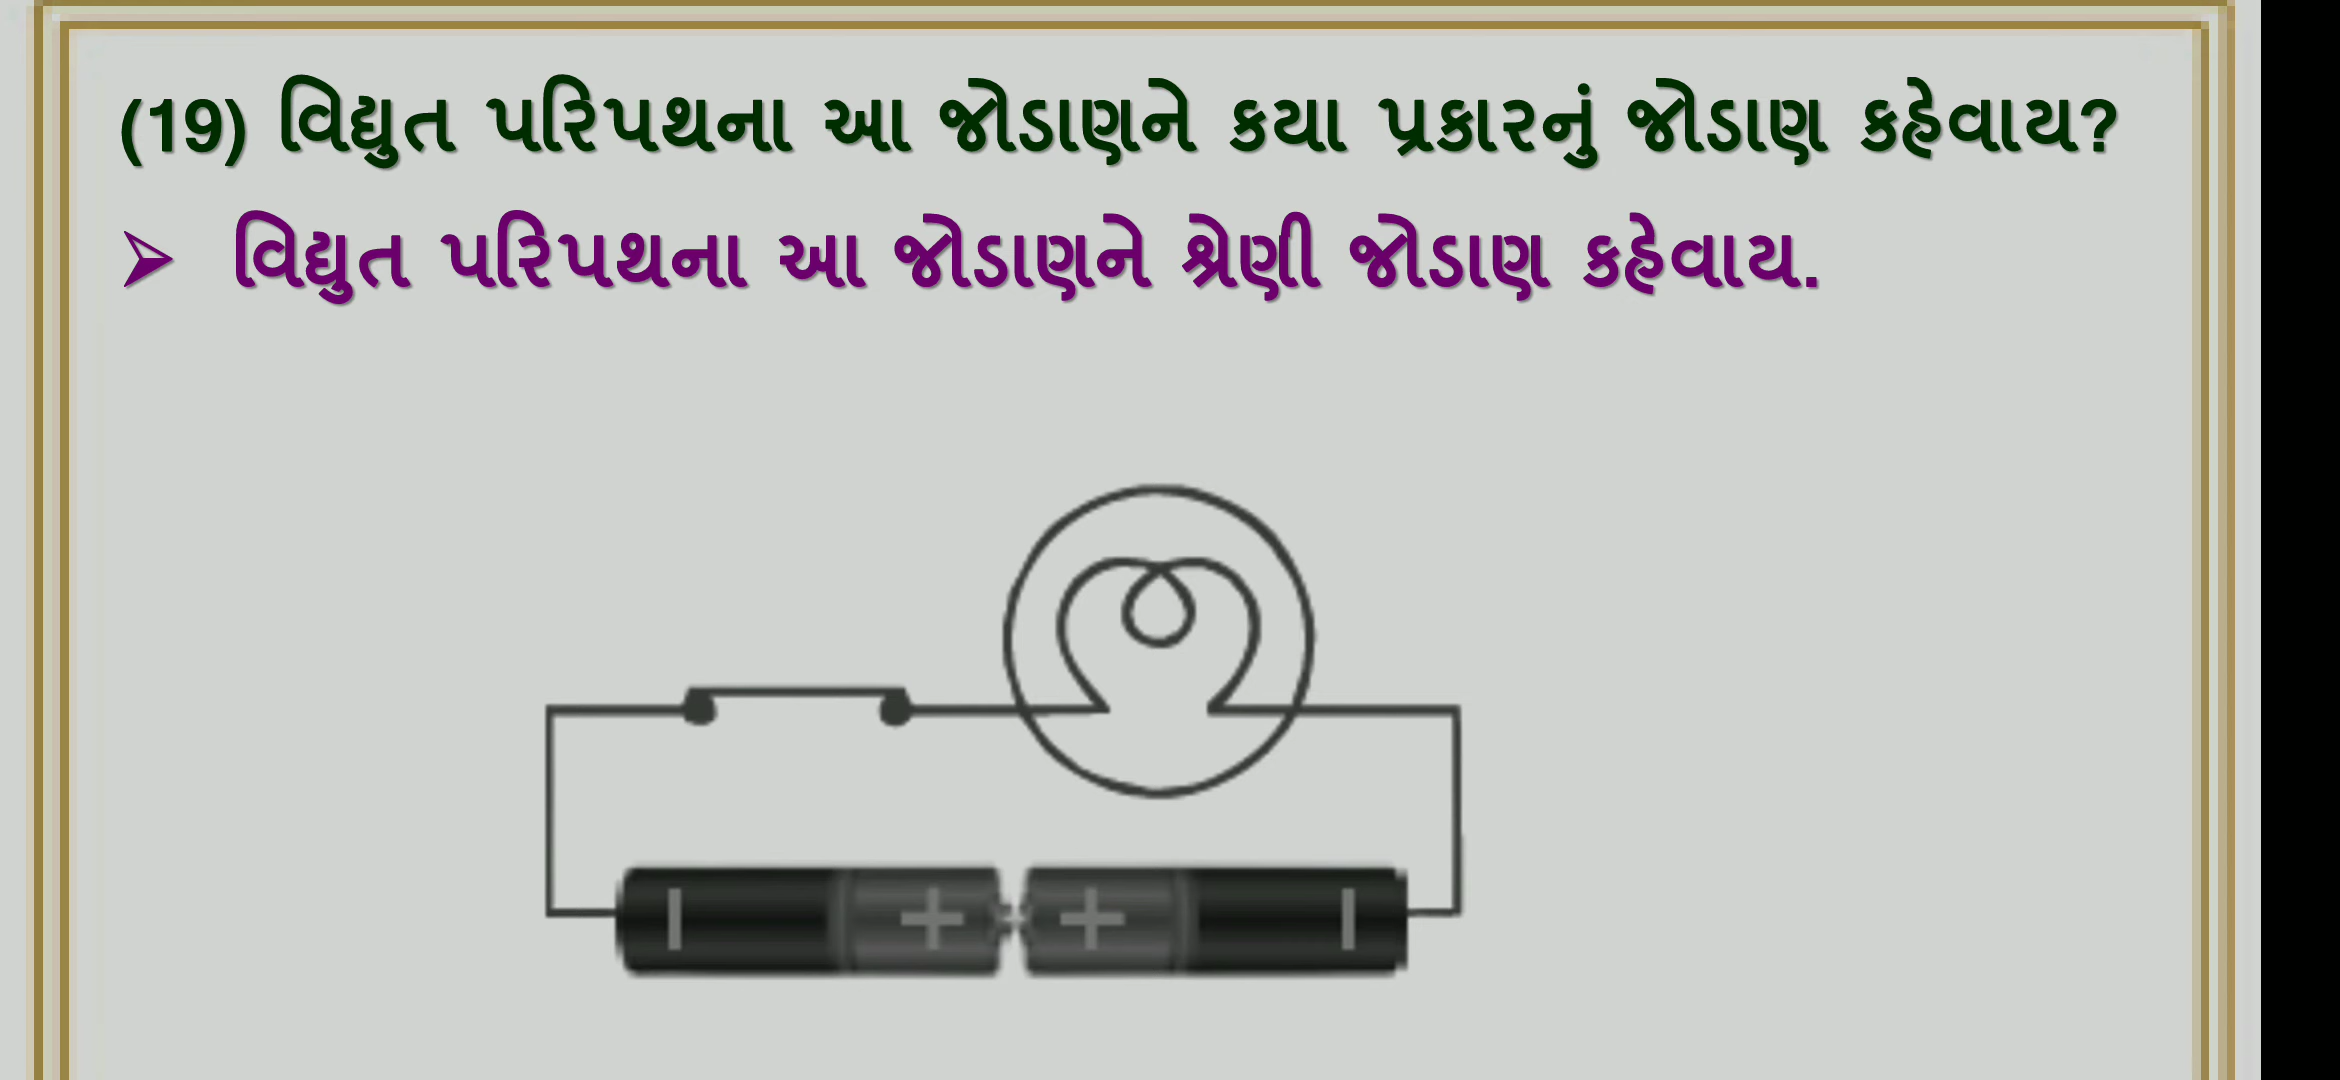 (19) વિદ્યુત પરિપથના આ જોડાણને કયા પ્રકારનું જોડાણ કહેવાય?
➢ વિદ્યુત પરિપથના આ જોડાણને શ્રેણી જોડાણ કહેવાય.
− + + −